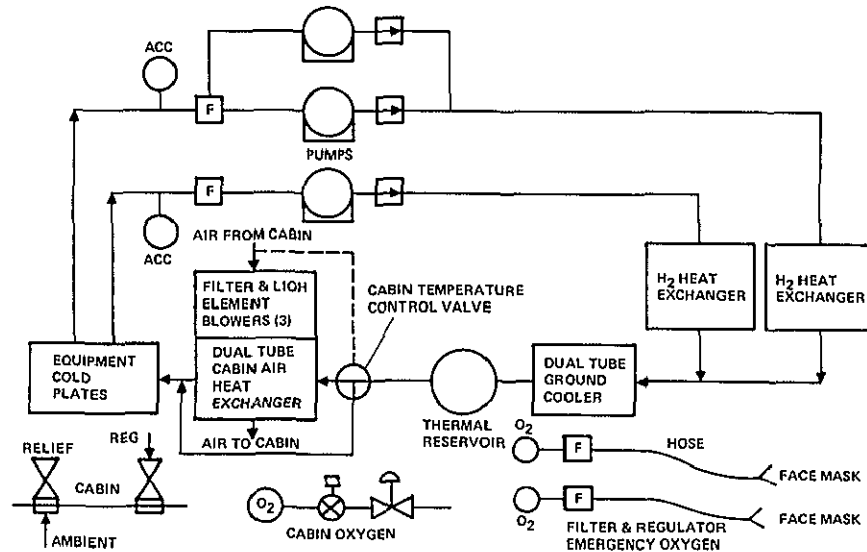 ACC
F
PUMPS
F
ACC
AIR FROM CABIN
FILTER & LIOH
ELEMENT
BLOWERS (3)
CABIN TEMPERATURE
CONTROL VALVE
H2 HEAT
EXCHANGER
H2 HEAT
EXCHANGER
EQUIPMENT
COLD
PLATES
DUAL TUBE
CABIN AIR
HEAT
EXCHANGER
DUAL TUBE
GROUND
COOLER
THERMAL
RESERVOIR
AIR TO CABIN
RELIEF
REG
CABIN
AMBIENT
O2
CABIN OXYGEN
O2
F
HOSE
FACE MASK
O2
F
FACE MASK
FILTER & REGULATOR
EMERGENCY OXYGEN